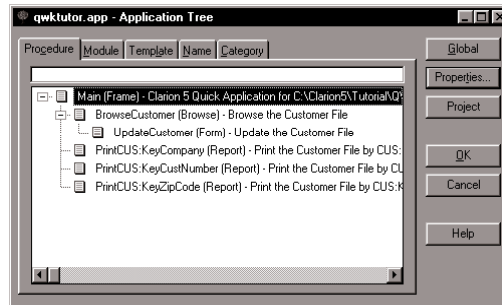 qwktutor.app - Application Tree
Procedure Module Template Name Category
Main (Frame) - Clarion 5 Quick Application for C:\Clarion5\Tutorial\Q
BrowseCustomer (Browse) - Browse the Customer File
UpdateCustomer (Form) - Update the Customer File
PrintCUS:KeyCompany (Report) - Print the Customer File by CUS:
PrintCUS:KeyCustNumber (Report) - Print the Customer File by CU
PrintCUS:KeyZipCode (Report) - Print the Customer File by CUS:K
Global
Properties...
Project
OK
Cancel
Help